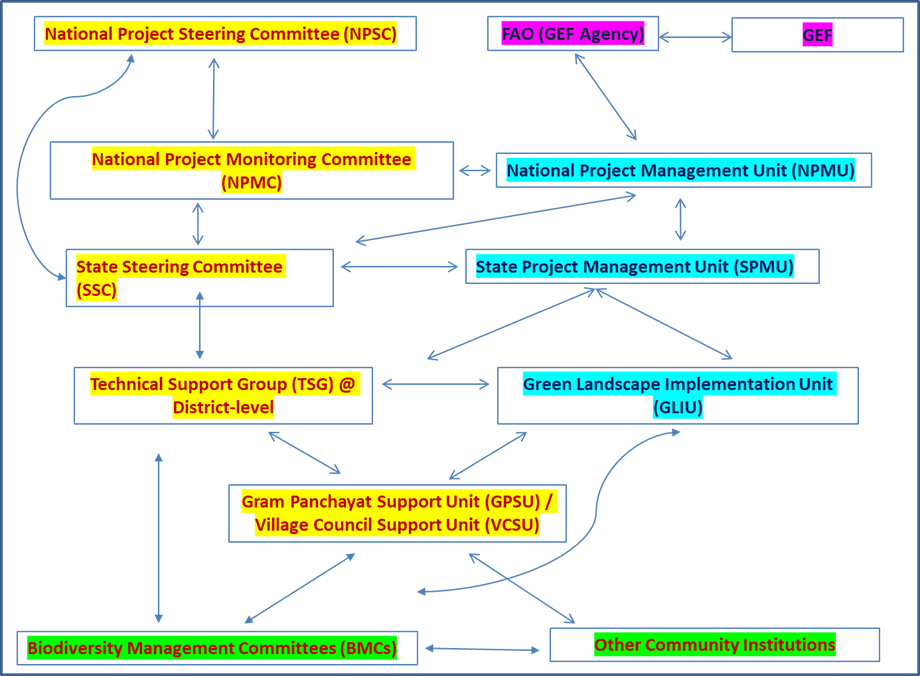 National Project Steering Committee (NPSC)
FAO (GEF Agency)
GEF
National Project Monitoring Committee
(NPMC)
National Project Management Unit (NPMU)
State Steering Committee
(SSC)
State Project Management Unit (SPMU)
Technical Support Group (TSG) @
District-level
Green Landscape Implementation Unit
(GLIU)
Gram Panchayat Support Unit (GPSU) /
Village Council Support Unit (VCSU)
Biodiversity Management Committees (BMCs)
Other Community Institutions